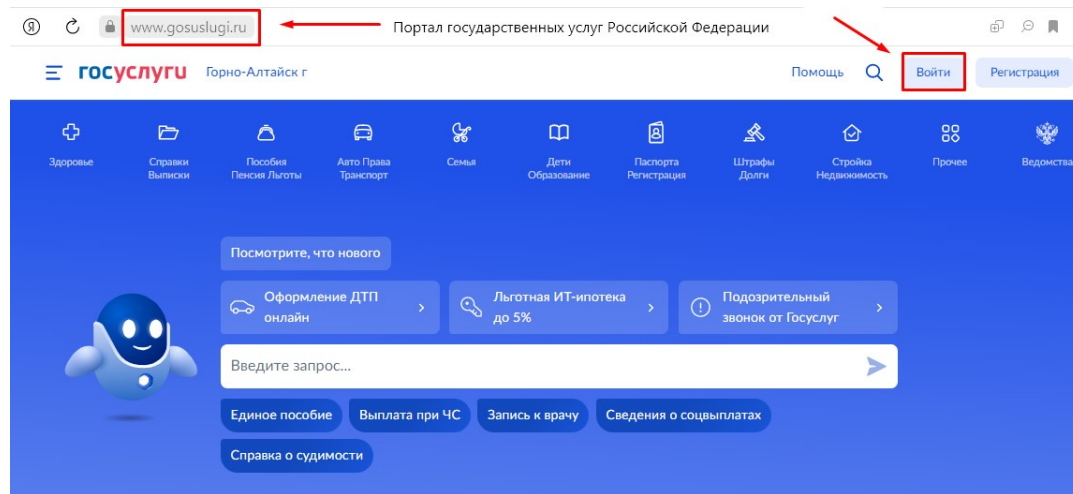 www.gosuslugi.ru
Портал государственных услуг Российской Федерации
госуслуги
Горно-Алтайск г
Помощь
Войти
Регистрация
Здоровье
Справки
Выписки
Пособия
Пенсия Льготы
Авто Права
Транспорт
Семья
Дети
Образование
Паспорта
Регистрация
Штрафы
Долги
Стройка
Недвижимость
Прочее
Ведомства
Посмотрите, что нового
Оформление ДТП
онлайн
Льготная ИТ-ипотека
до 5%
Подозрительный
звонок от Госуслуг
Введите запрос...
Единое пособие
Выплата при ЧС
Запись к врачу
Сведения о соцвыплатах
Справка о судимости